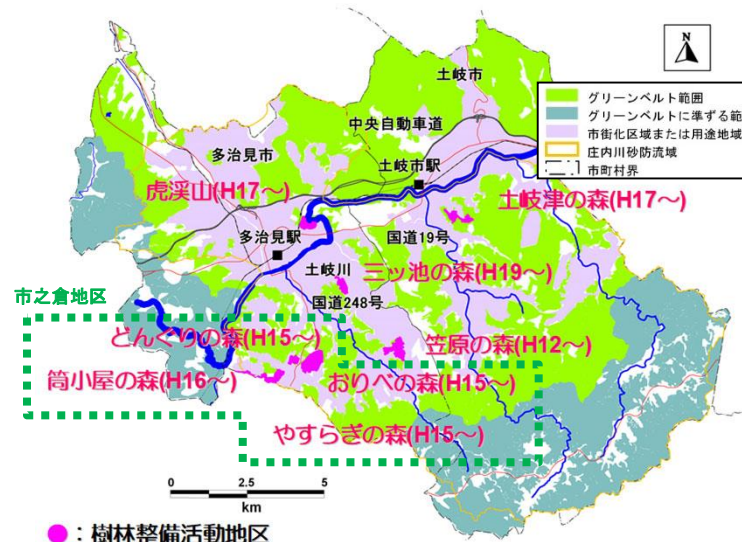 N
土岐市
グリーンベルト範囲
グリーンベルトに準ずる範
市街化区域または用途地域
庄内川砂防流域
市町村界
中央自動車道
多治見市
土岐市駅
虎渓山(H17～)
土岐津の森(H17～)
多治見駅
国道19号
土岐川
三ッ池の森(H19～)
市之倉地区
国道248号
どんぐりの森(H15～)
笠原の森(H12～)
筒小屋の森(H16～)
おりべの森(H15～)
やすらぎの森(H15～)
0 2.5 5
km
：樹林整備活動地区